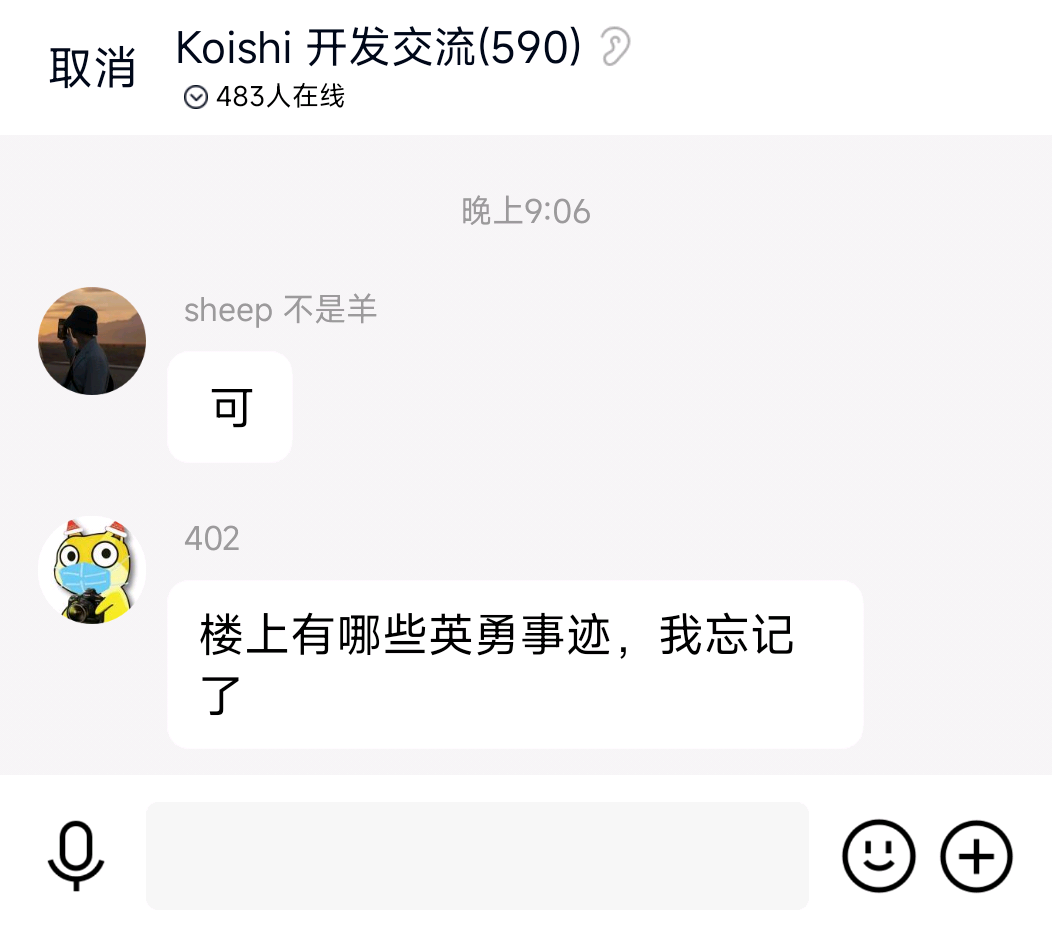 取消
Koishi 开发交流(590)
483人在线
晚上9:06
sheep 不是羊
可
402
楼上有哪些英勇事迹，我忘记
了